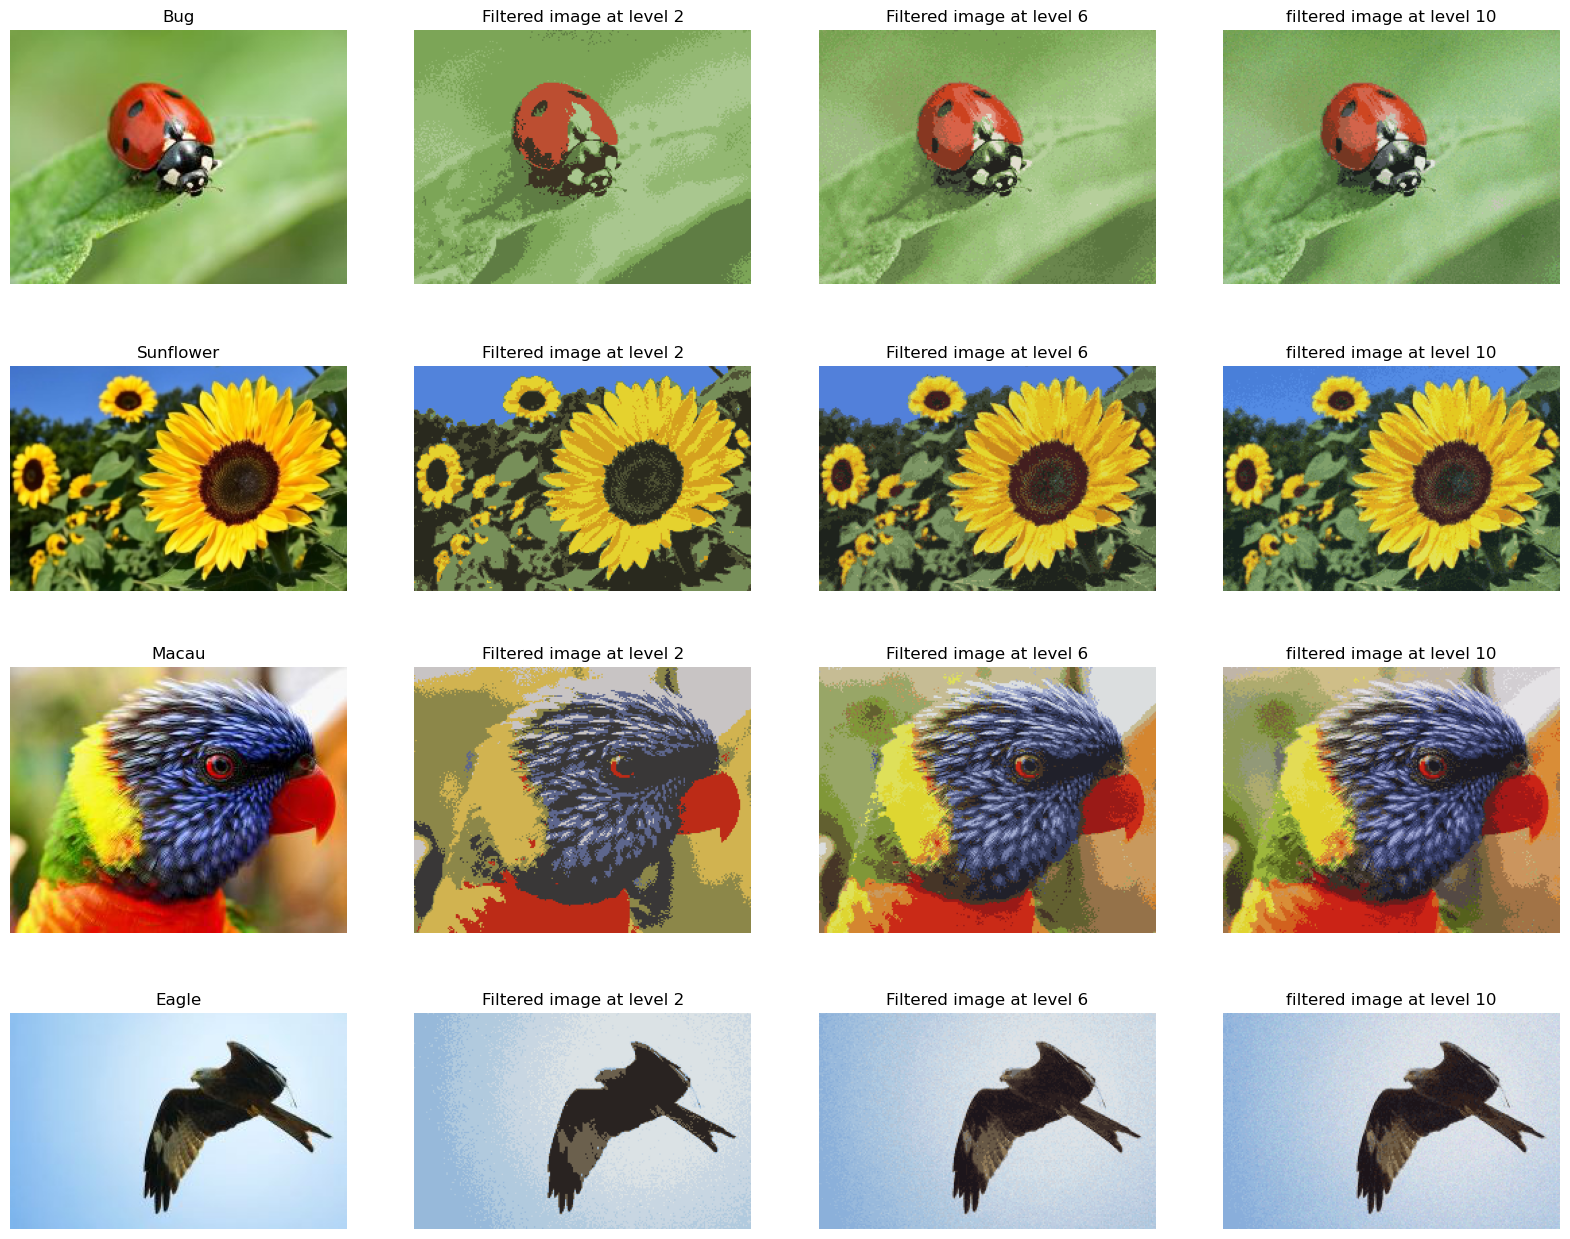 Bug
Filtered image at level 2
Filtered image at level 6
filtered image at level 10
Sunflower
Filtered image at level 2
Filtered image at level 6
filtered image at level 10
Macau
Filtered image at level 2
Filtered image at level 6
filtered image at level 10
Eagle
Filtered image at level 2
Filtered image at level 6
filtered image at level 10